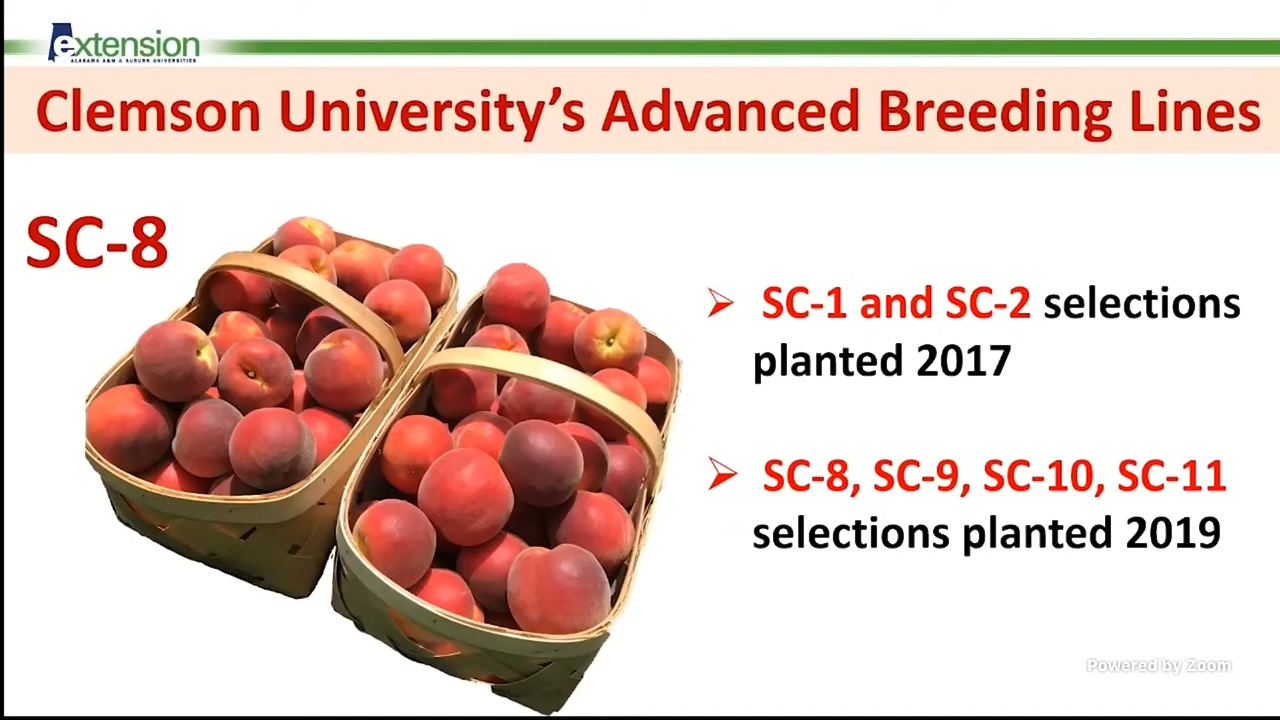 extension
ALABAMA A&M & AUBURN UNIVERSITIES
Clemson University’s Advanced Breeding Lines
SC-8
SC-1 and SC-2 selections
planted 2017
SC-8, SC-9, SC-10, SC-11
selections planted 2019
Powered by Zoom